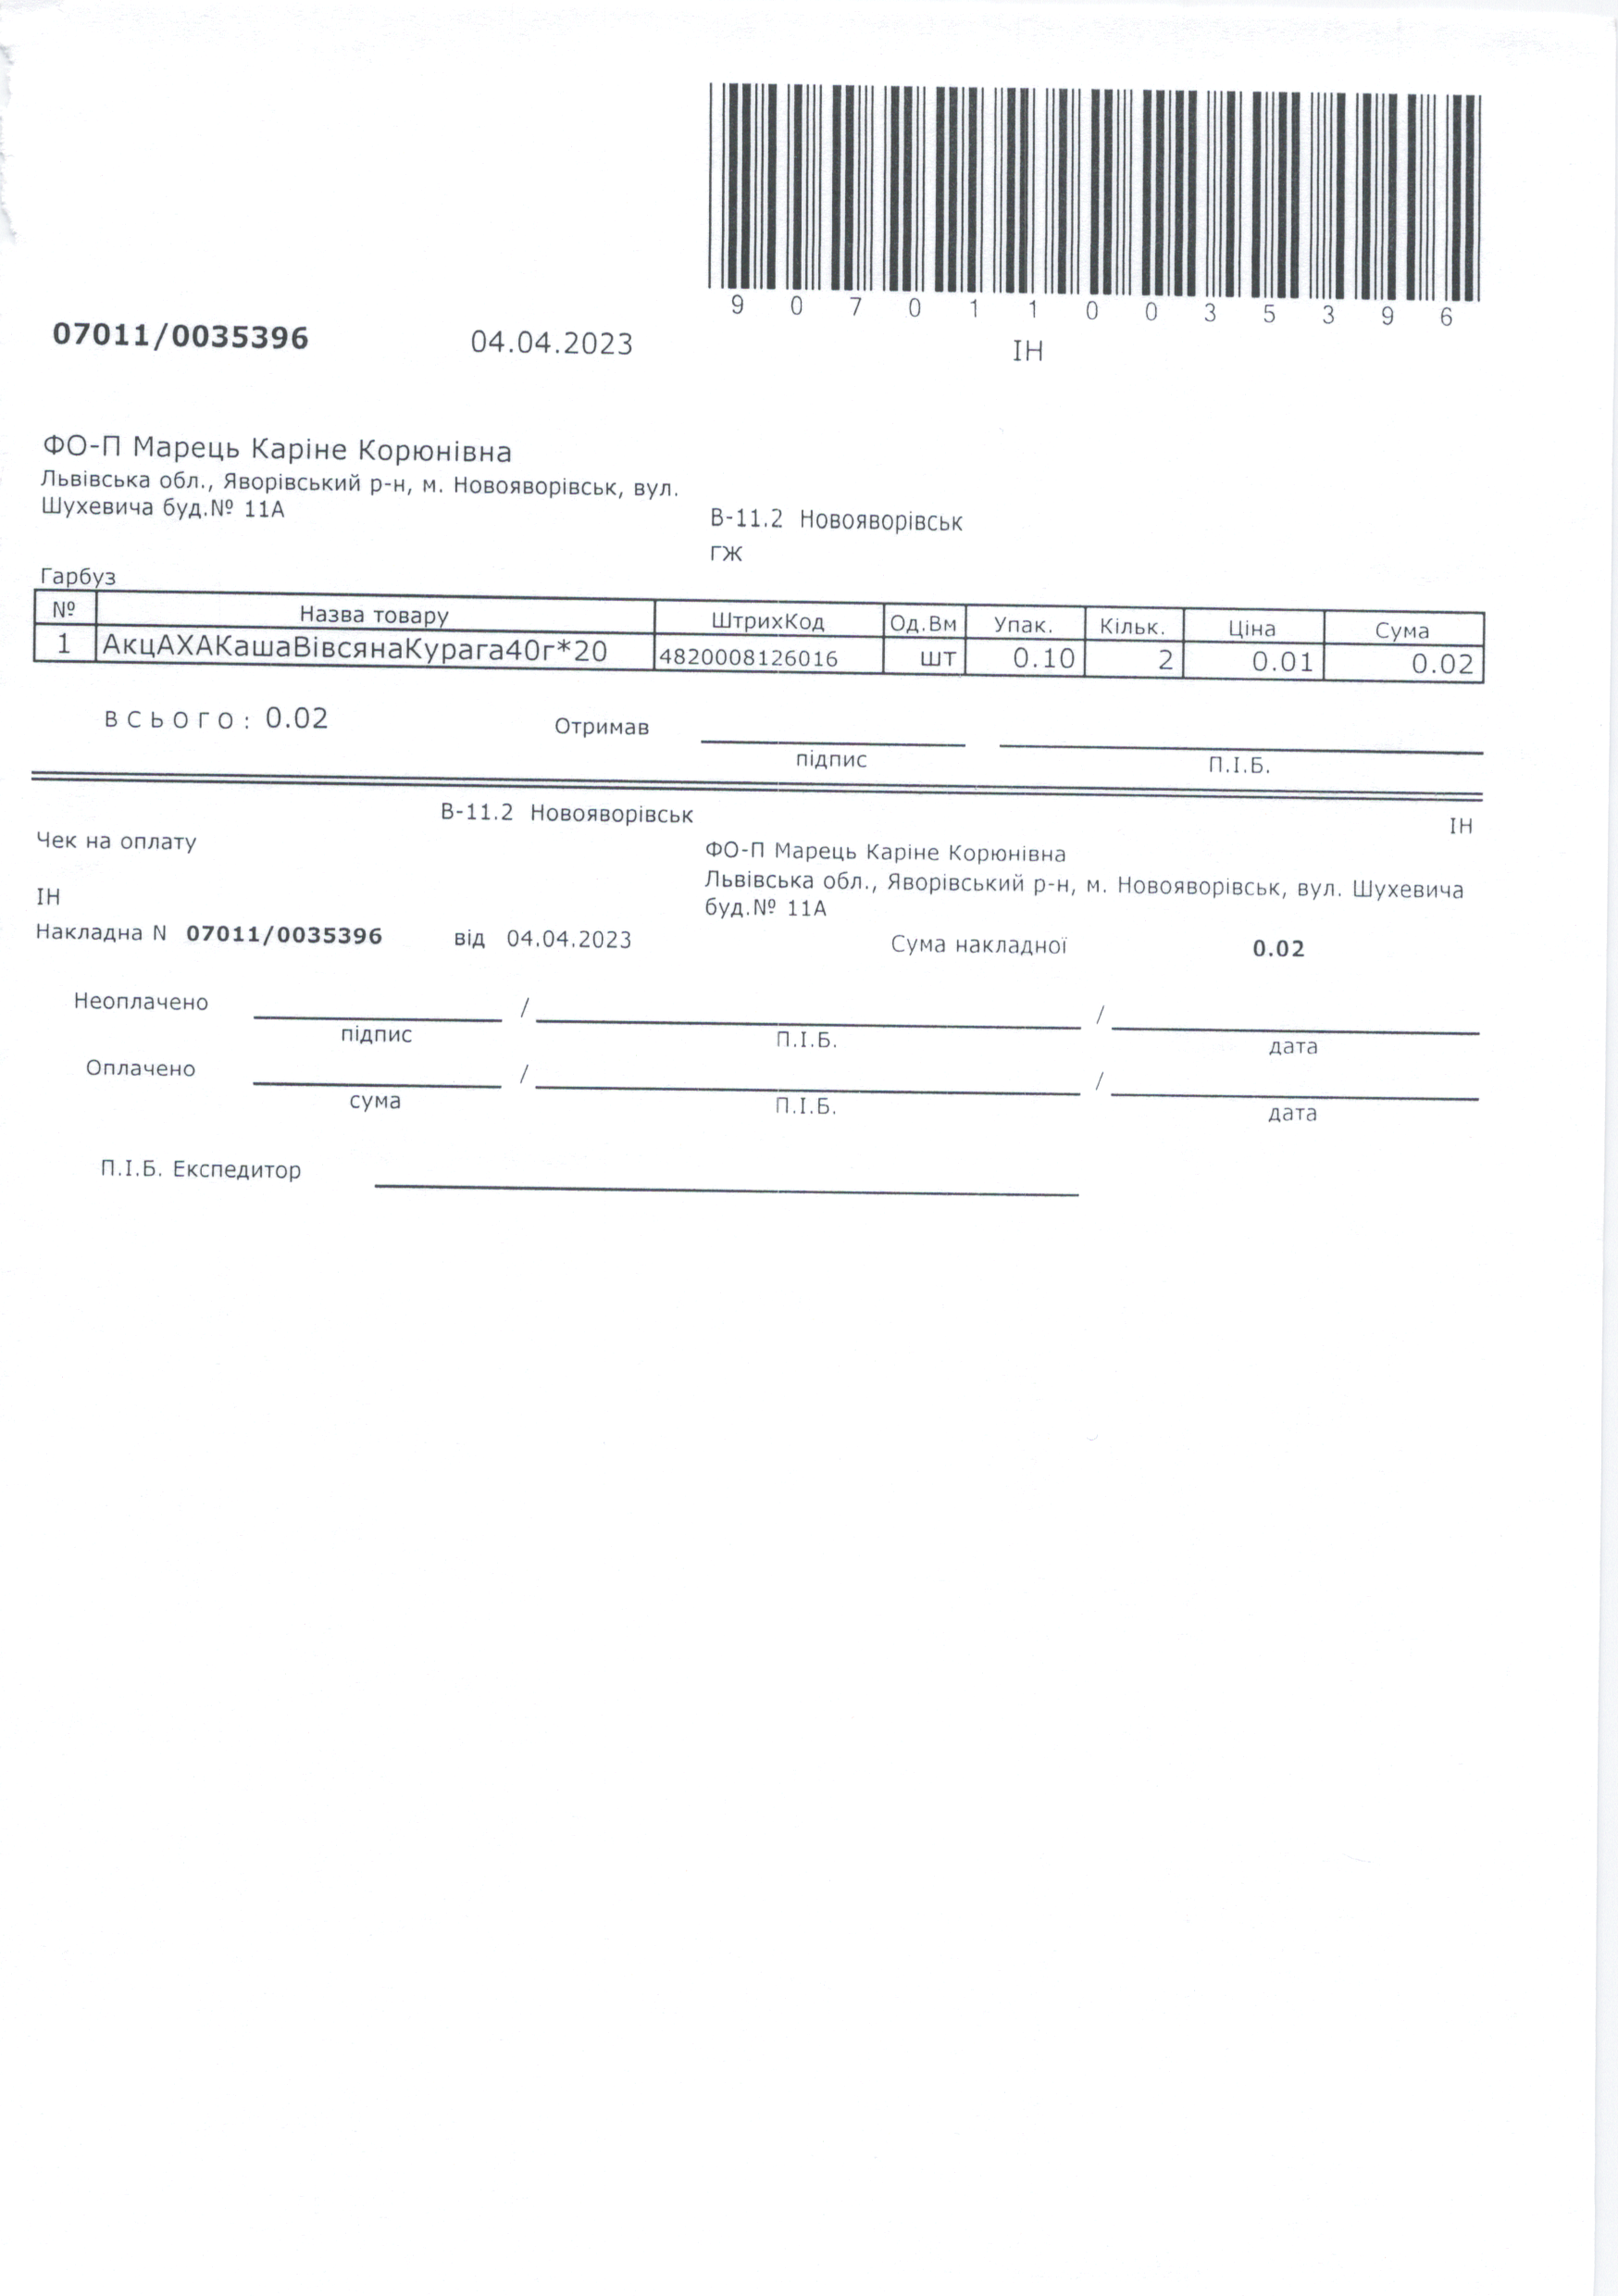 9 0 7 0 1 1 0 0 3 5 3 9 6
07011/0035396 04.04.2023 ІН
ФО-П Марець Каріне Корюнівна
Львівська обл., Яворівський р-н, м. Новояворівськ, вул.
Шухевича буд.№ 11А
В-11.2 Новояворівськ
ГЖ
Гарбуз
№ Назва товару ШтрихКод Од.Вм Упак. Кільк. Ціна Сума
1 АкцАХАКашаВівсянаКурага40г*20 4820008126016 шт 0.10 2 0.01 0.02
всього: 0.02 Отримав
підпис П.І.Б.
В-11.2 Новояворівськ ІН
Чек на оплату
ФО-П Марець Каріне Корюнівна
Львівська обл., Яворівський р-н, м. Новояворівськ, вул. Шухевича
буд.№ 11А
ІН
Накладна N 07011/0035396 від 04.04.2023 Сума накладної 0.02
Неоплачено / /
підпис П.І.Б. дата
Оплачено / /
сума П.І.Б. дата
П.І.Б. Експедитор